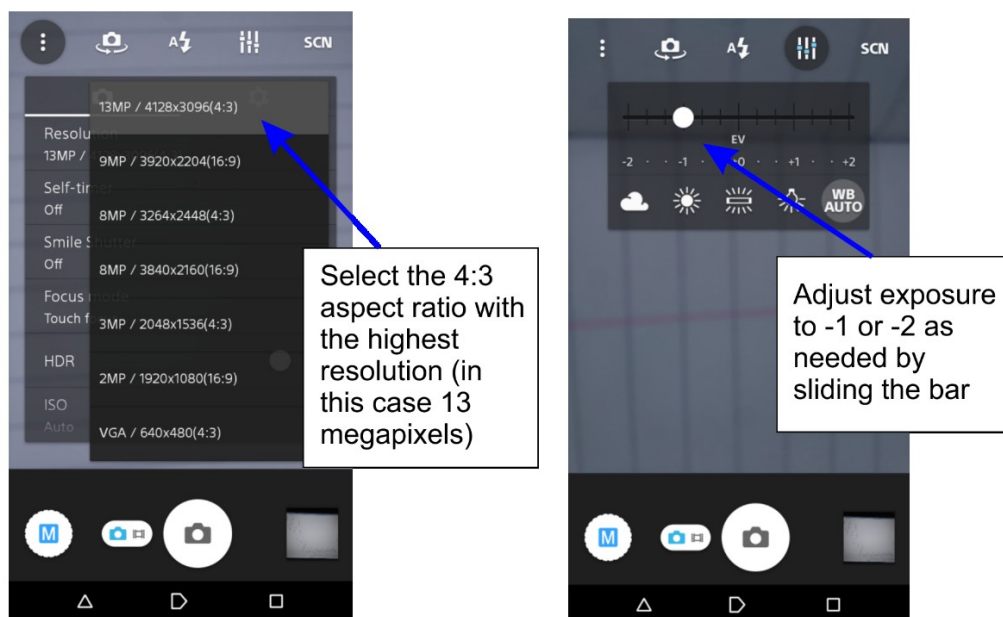 A
SCN
13MP / 4128x3096(4:3)
Resolu
13MP /
9MP / 3920x2204(16:9)
Self-tir
Off
8MP / 3264x2448(4:3)
Smile S
Off
8MP / 3840x2160(16:9)
Focus mode
Touch f
3MP / 2048x1536(4:3)
HDR
2MP / 1920x1080(16:9)
ISO
Auto
VGA / 640x480(4:3)
M
Select the 4:3
aspect ratio with
the highest
resolution (in
this case 13
megapixels)
A
SCN
EV
-2 · · -1 · · ±0 · · +1 · · +2
WB
AUTO
M
Adjust exposure
to -1 or -2 as
needed by
sliding the bar